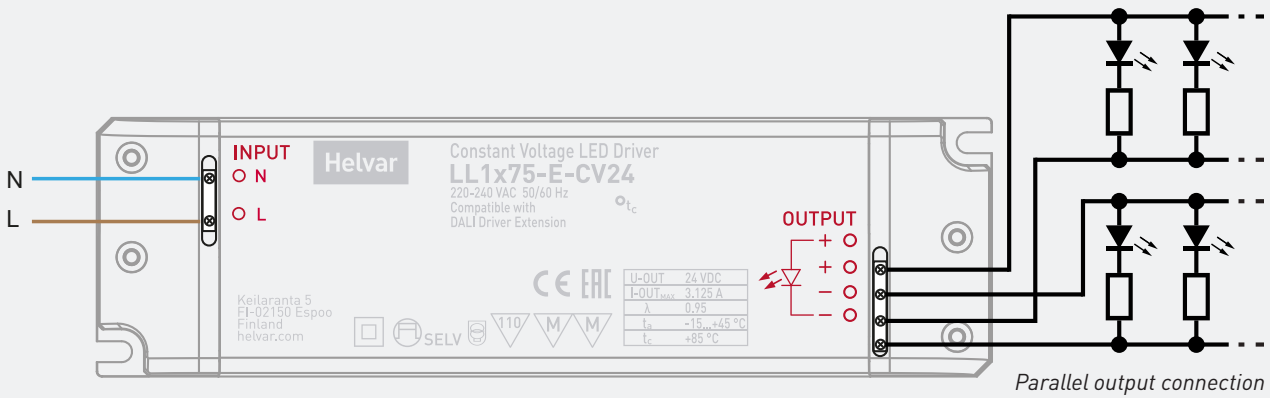 N
L
INPUT
N
L
Helvar
Constant Voltage LED Driver
LL1x75-E-CV24
220-240 VAC 50/60 Hz
Compatible with
DALI Driver Extension
tc
OUTPUT
+
+
−
−
Keilaranta 5
FI-02150 Espoo
Finland
helvar.com
SELV
110
M
M
CE EAC
U-OUT 24 VDC
I-OUTMAX 3.125 A
λ 0.95
ta -15...+45 °C
tc +85 °C
Parallel output connection